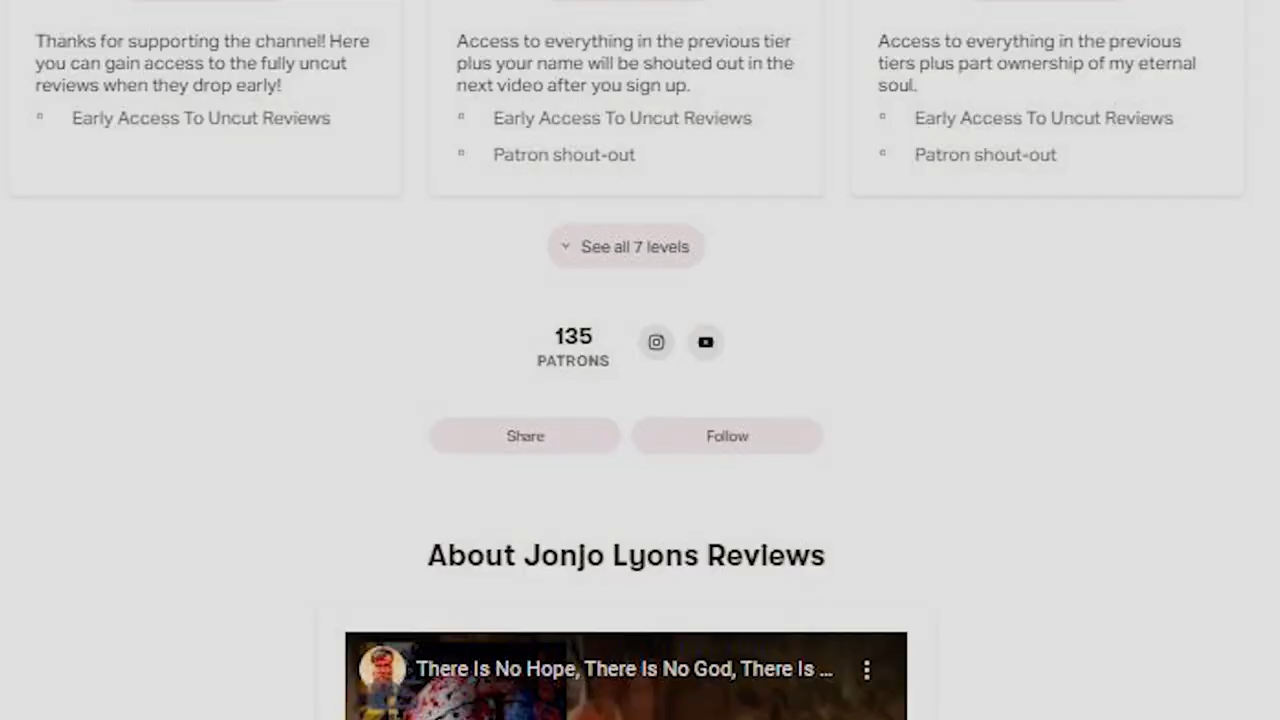 Thanks for supporting the channel! Here
you can gain access to the fully uncut
reviews when they drop early!
Early Access To Uncut Reviews
Access to everything in the previous tier
plus your name will be shouted out in the
next video after you sign up.
Early Access To Uncut Reviews
Patron shout-out
Access to everything in the previous
tiers plus part ownership of my eternal
soul.
Early Access To Uncut Reviews
Patron shout-out
See all 7 levels
135
PATRONS
Share
Follow
About Jonjo Lyons Reviews
There Is No Hope, There Is No God, There Is ...